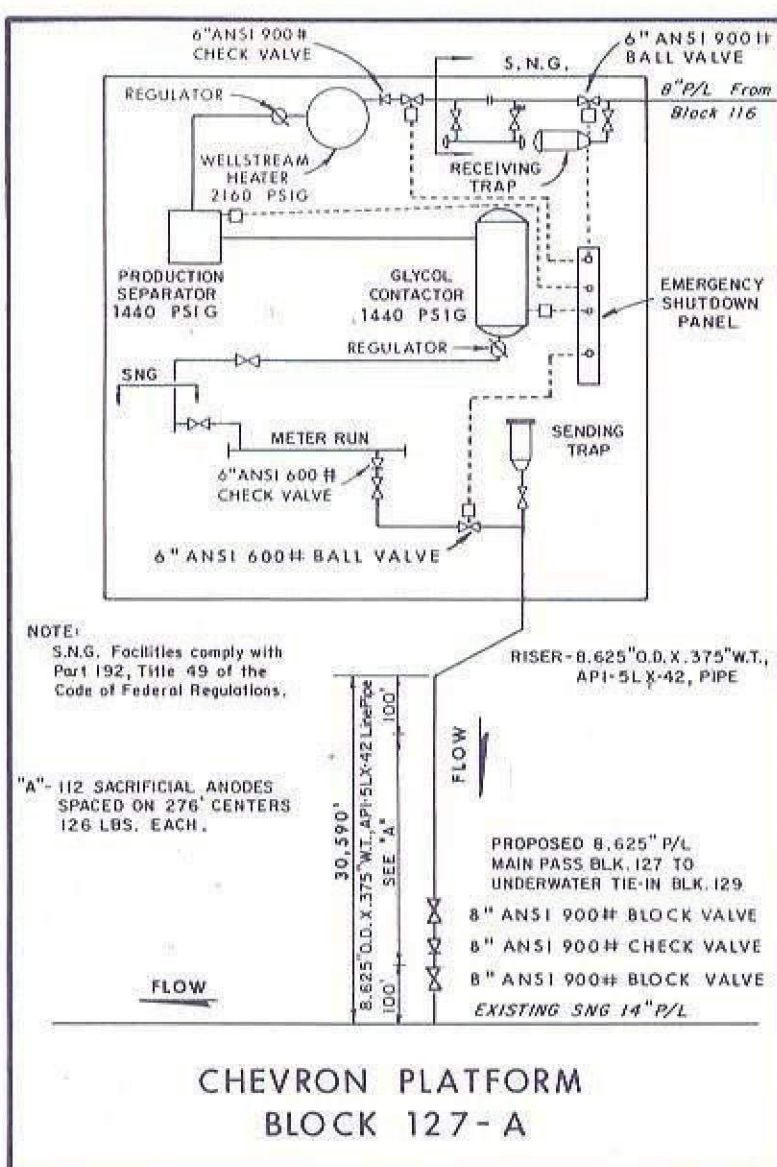 6" ANSI 900#
CHECK VALVE
S.N.G.
6" ANSI 900#
BALL VALVE
8" P/L From
Block 116
REGULATOR
WELLSTREAM
HEATER
2160 PSIG
RECEIVING
TRAP
PRODUCTION
SEPARATOR
1440 PSIG
GLYCOL
CONTACTOR
1440 PSIG
EMERGENCY
SHUTDOWN
PANEL
REGULATOR
SNG
METER RUN
SENDING
TRAP
6" ANSI 600#
CHECK VALVE
6" ANSI 600# BALL VALVE
NOTE:
S.N.G. Facilities comply with
Part 192, Title 49 of the
Code of Federal Regulations.
RISER-8.625" O.D. X .375" W.T.,
API-5LX-42, PIPE
"A"- 112 SACRIFICIAL ANODES
SPACED ON 276' CENTERS
126 LBS. EACH.
30,590'
8.625" O.D. X .375" W.T., API-5LX-42 Line Pipe
100'
SEE "A"
100'
FLOW
PROPOSED 8.625" P/L
MAIN PASS BLK. 127 TO
UNDERWATER TIE-IN BLK. 129
8" ANSI 900# BLOCK VALVE
8" ANSI 900# CHECK VALVE
8" ANSI 900# BLOCK VALVE
FLOW
EXISTING SNG 14" P/L
CHEVRON PLATFORM
BLOCK 127-A